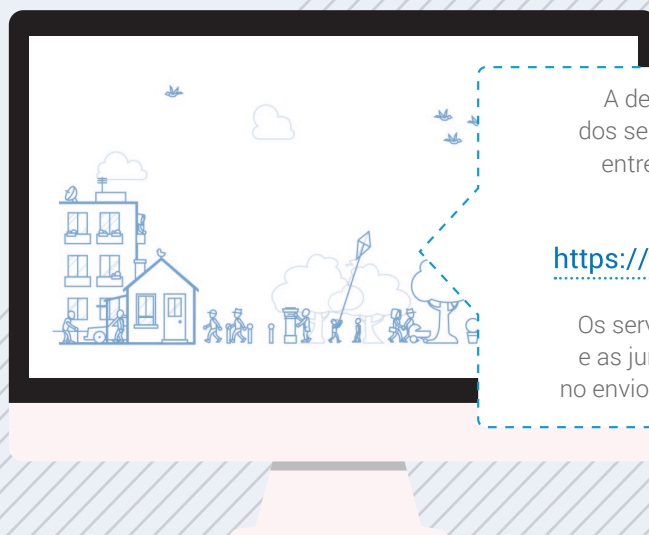 A de
dos se
entre
https://
Os serv
e as ju
no envio